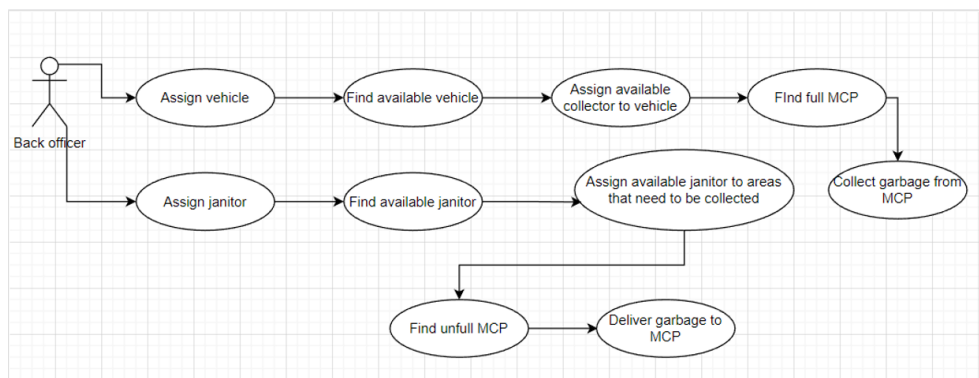 Assign vehicle
Find available vehicle
Assign available
collector to vehicle
FInd full MCP
Back officer
Assign janitor
Find available janitor
Assign available janitor to areas
that need to be collected
Collect garbage from
MCP
Find unfull MCP
Deliver garbage to
MCP